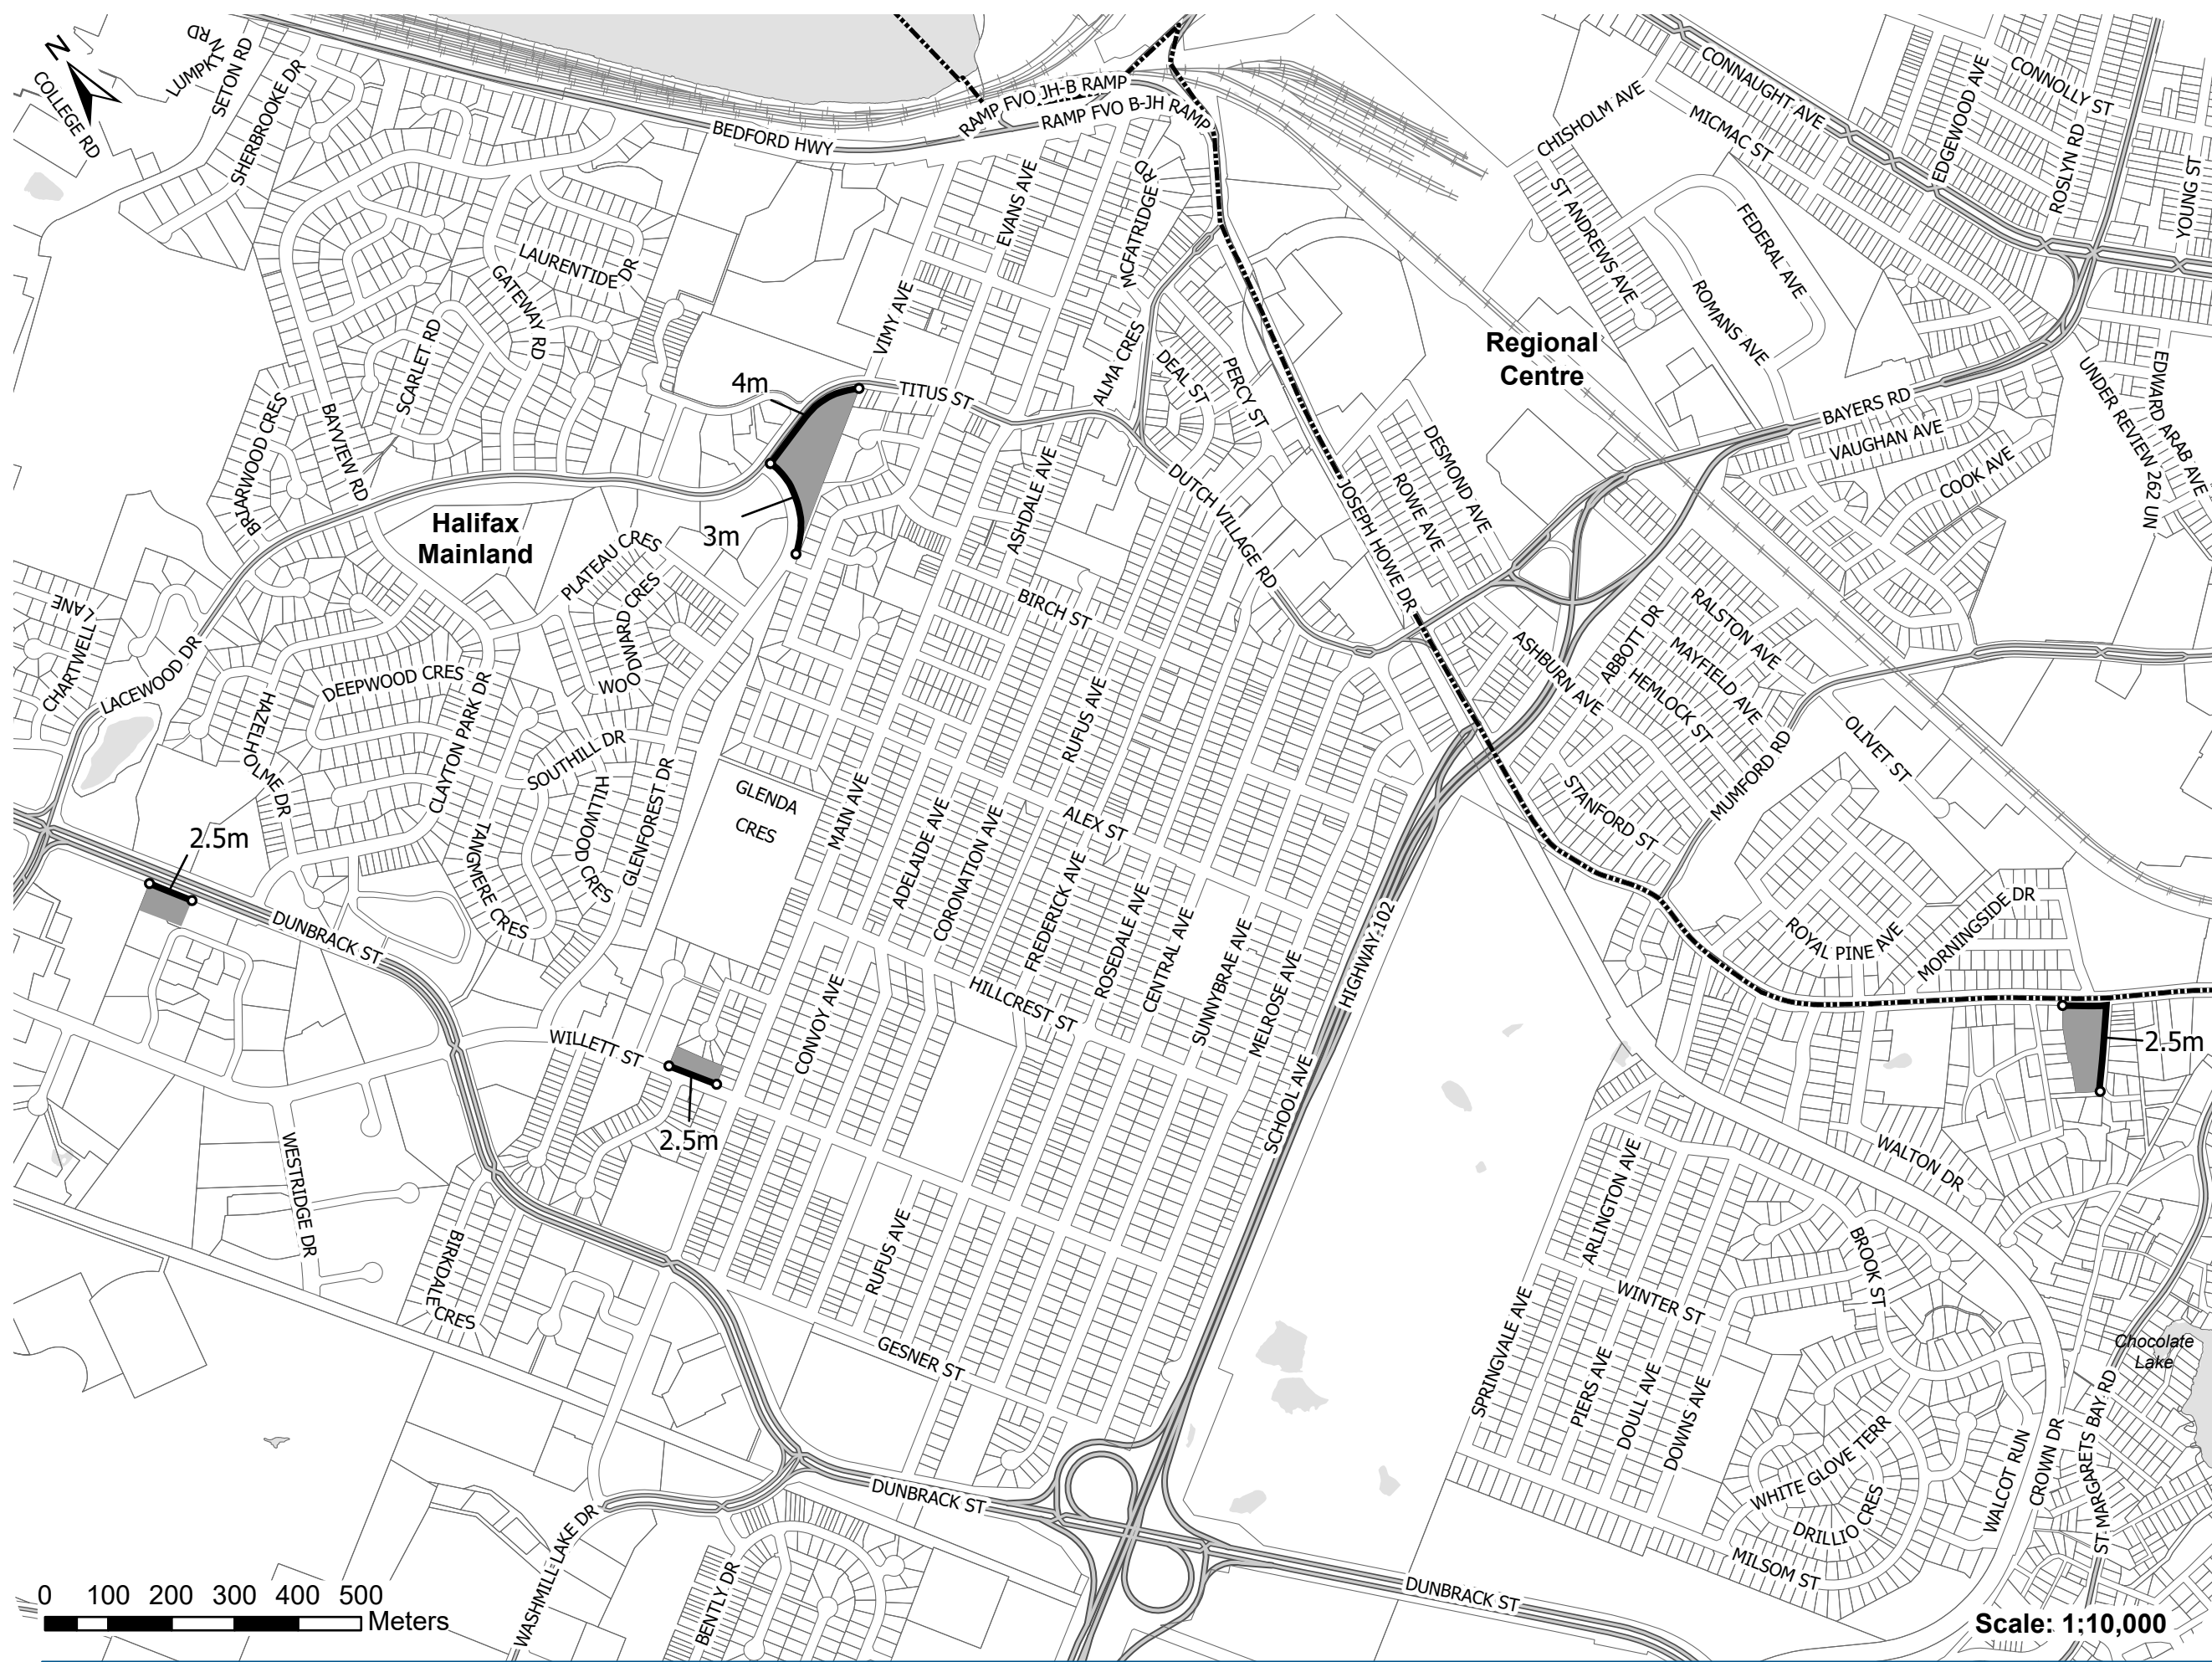 N
COLLEGE RD
LUMPKIN RD
SETON RD
SHERBROOKE DR
BEDFORD HWY
RAMP FVO JH-B RAMP
RAMP FVO B-JH RAMP
CONNAUGHT AVE
CONNOLLY ST
EDGEWOOD AVE
ROSLYN RD
YOUNG ST
CHISHOLM AVE
MICMAC ST
ST ANDREWS AVE
FEDERAL AVE
ROMANS AVE
EVANS AVE
MCFATRIDGE RD
LAURENTIDE DR
GATEWAY RD
SCARLET RD
VIMY AVE
4m
TITUS ST
ALMA CRES
DEAL ST
PERCY ST
Regional
Centre
BAYERS RD
VAUGHAN AVE
COOK AVE
UNDER REVIEW 262 UN
EDWARD ARAB AVE
BRIARWOOD CRES
BAYVIEW RD
Halifax
Mainland
3m
PLATEAU CRES
WOODWARD CRES
ASHDALE AVE
DUTCH VILLAGE RD
JOSEPH HOWE DR
ROWE AVE
DESMOND AVE
BIRCH ST
CHARTWELL LANE
LACEWOOD DR
HAZELHOLME DR
DEEPWOOD CRES
CLAYTON PARK DR
SOUTHILL DR
HILLWOOD CRES
GLENFOREST DR
TANGMERE CRES
RUFUS AVE
ASHBURN AVE
ABBOTT DR
RALSTON AVE
MAYFIELD AVE
HEMLOCK ST
STANFORD ST
MUMFORD RD
OLIVET ST
GLENDA
CRES
MAIN AVE
ADELAIDE AVE
CORONATION AVE
ALEX ST
FREDERICK AVE
ROSEDALE AVE
CENTRAL AVE
SUNNYBRAE AVE
MELROSE AVE
HIGHWAY 102
2.5m
DUNBRACK ST
ROYAL PINE AVE
MORNINGSIDE DR
HILLCREST ST
CONVOY AVE
WILLETT ST
2.5m
2.5m
SCHOOL AVE
WESTRIDGE DR
BIRKDALE CRES
RUFUS AVE
GESNER ST
WALTON DR
ARLINGTON AVE
BROOK ST
WINTER ST
SPRINGVALE AVE
PIERS AVE
DOULL AVE
DOWNS AVE
Chocolate
Lake
WHITE GLOVE TERR
DRILLIO CRES
WALCOT RUN
CROWN DR
ST MARGARETS BAY RD
MILSOM ST
DUNBRACK ST
DUNBRACK ST
WASHMILL LAKE DR
BENTLY DR
0 100 200 300 400 500
Meters
Scale: 1:10,000